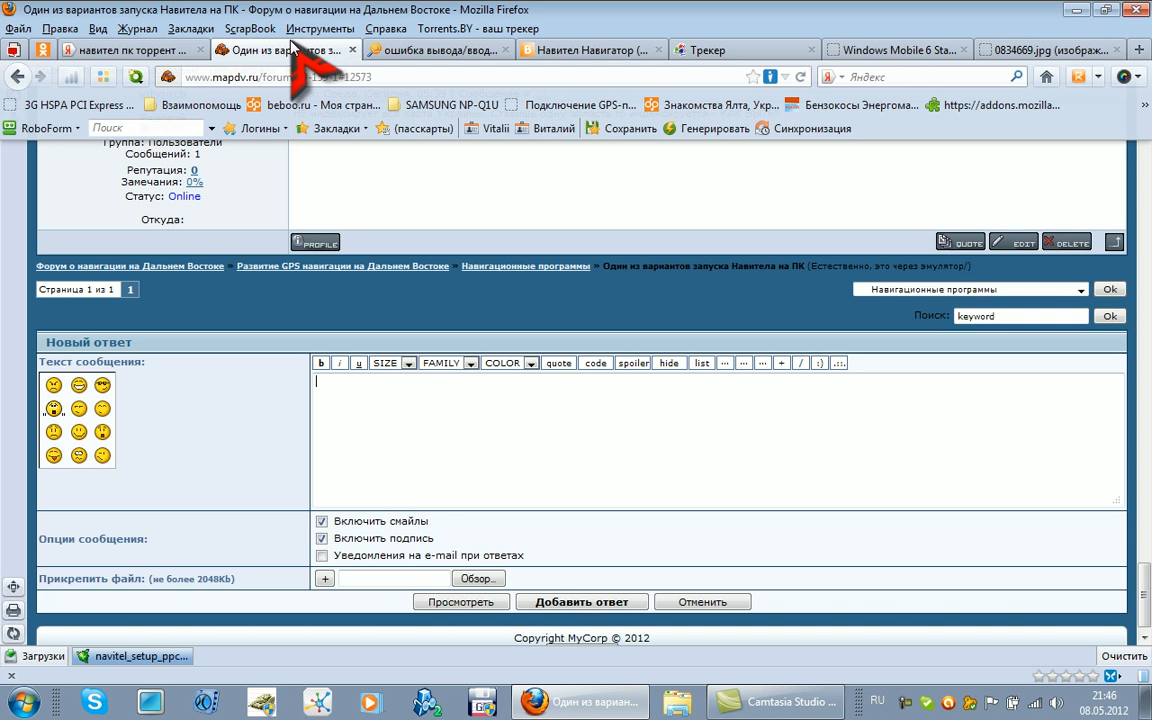 Один из вариантов запуска Навитела на ПК - Форум о навигации на Дальнем Востоке - Mozilla Firefox
Файл Правка Вид Журнал Закладки ScrapBook Инструменты Справка Torrents.BY - ваш трекер
навител пк торрент ... Один из вариантов з... ошибка вывода/ввод... Навител Навигатор (... Трекер Windows Mobile 6 Sta... 0834669.jpg (изображ...
www.mapdv.ru/forum 12573 Яндекс
3G HSPA PCI Express ... Взаимопомощь beboo.ru - Моя стран... SAMSUNG NP-Q1U Подключение GPS-п... Знакомства Ялта, Укр... Бензокосы Энергома... https://addons.mozilla...
RoboForm Поиск Логины Закладки (пасскарты) Vitalii Виталий Сохранить Генерировать Синхронизация
Группа: Пользователи
Сообщений: 1
Репутация: 0
Замечания: 0%
Статус: Online
Откуда:
PROFILE QUOTE EDIT DELETE
Форум о навигации на Дальнем Востоке » Развитие GPS навигации на Дальнем Востоке » Навигационные программы » Один из вариантов запуска Навитела на ПК (Естественно, это через эмулятор/)
Страница 1 из 1 1 Навигационные программы Ok
Поиск: keyword Ok
Новый ответ
Текст сообщения: b i u SIZE FAMILY COLOR quote code spoiler hide list ... ... ... + / :) .::.
Включить смайлы
Опции сообщения: Включить подпись
Уведомления на e-mail при ответах
Прикрепить файл: (не более 2048Kb) + Обзор...
Просмотреть Добавить ответ Отменить
Copyright MyCorp © 2012
Загрузки navitel_setup_ppc... Очистить
Один из вариан... Camtasia Studio ... RU 21:46
08.05.2012